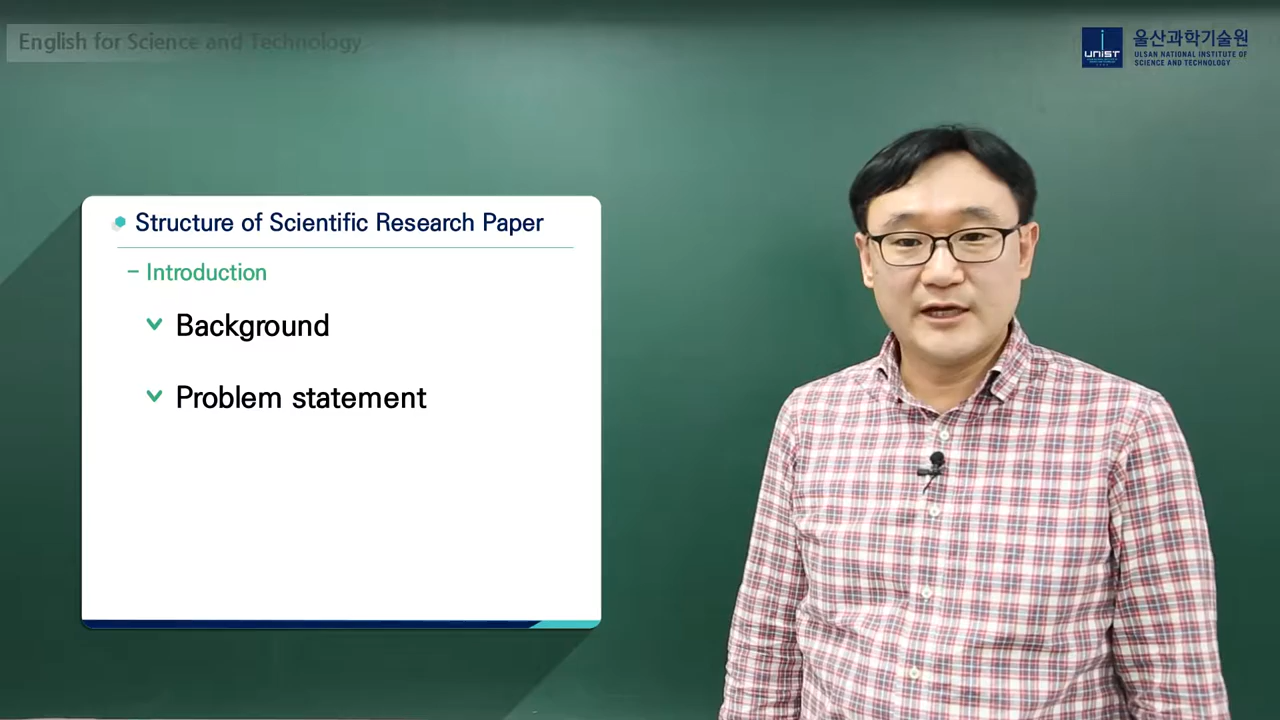 English for Science and Technology
UNIST
울산과학기술원
ULSAN NATIONAL INSTITUTE OF
SCIENCE AND TECHNOLOGY
Structure of Scientific Research Paper
– Introduction
Background
Problem statement